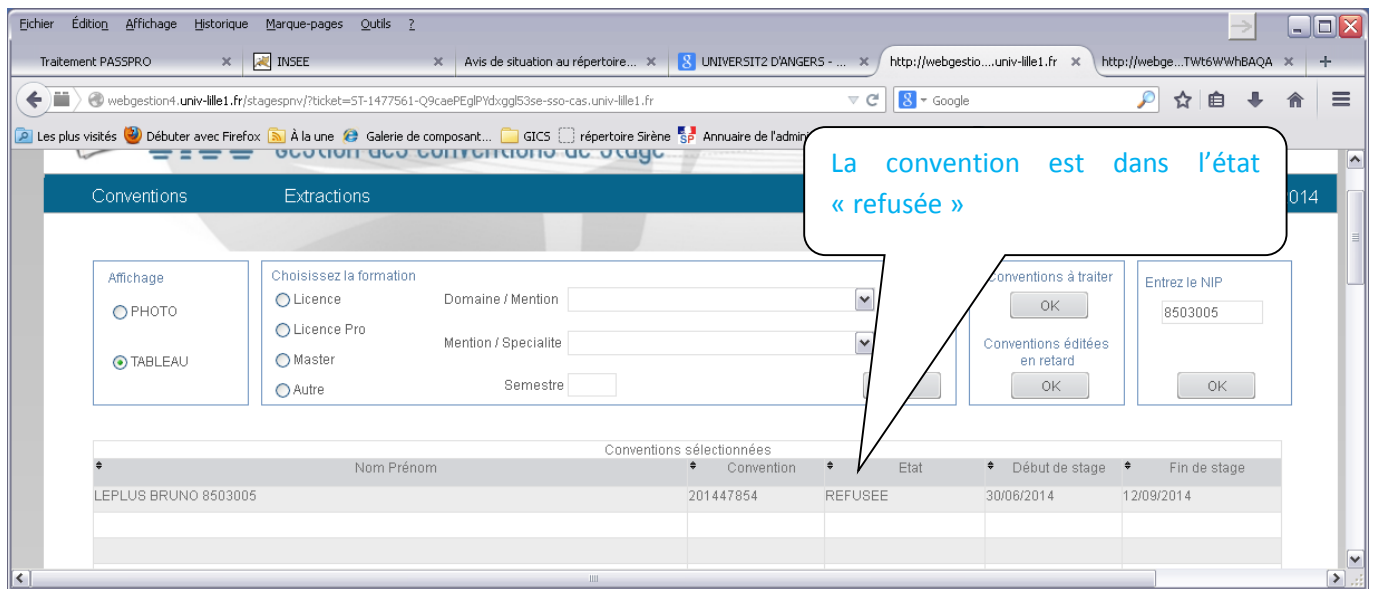 Fichier Édition Affichage Historique Marque-pages Outils ?
Traitement PASSPRO INSEE Avis de situation au répertoire... UNIVERSIT2 D'ANGERS - ... http://webgestio....univ-lille1.fr http://webge...TWt6WWhBAQA
webgestion4.univ-lille1.fr/stagespnv/?ticket=ST-1477561-Q9caePEglPYdxggl53se-sso-cas.univ-lille1.fr Google
Les plus visités Débuter avec Firefox À la une Galerie de composant... GICS répertoire Sirène Annuaire de l'admini
Gestion des conventions de stage
La convention est dans l'état
« refusée »
Conventions Extractions 014
Affichage
PHOTO
TABLEAU
Choisissez la formation
Licence
Licence Pro
Master
Autre
Domaine / Mention
Mention / Specialite
Semestre
Conventions à traiter
OK
Conventions éditées
en retard
OK
Entrez le NIP
8503005
OK
Conventions sélectionnées
Nom Prénom Convention Etat Début de stage Fin de stage
LEPLUS BRUNO 8503005 201447854 REFUSEE 30/06/2014 12/09/2014